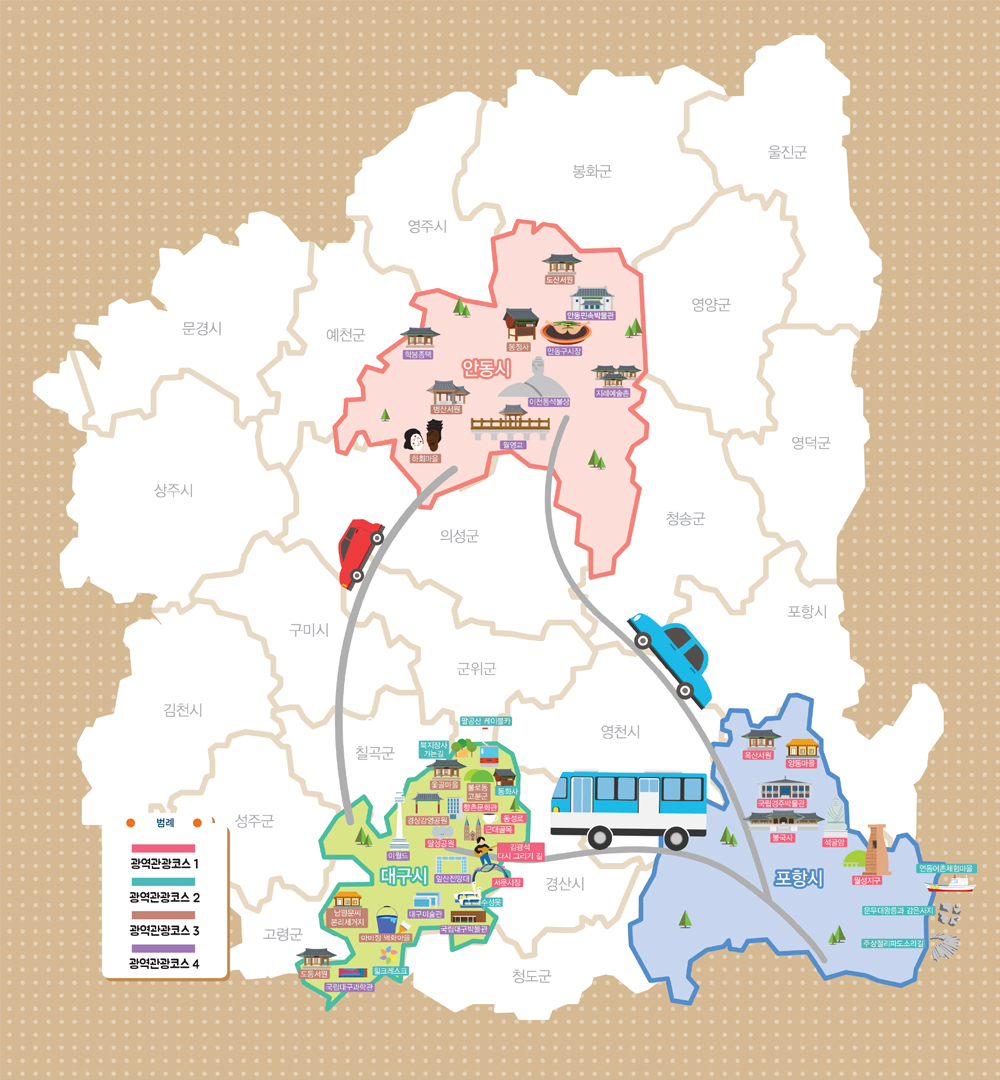 울진군
봉화군
영주시
도산서원
안동민속박물관
영양군
문경시
예천군
학봉종택
봉정사
안동구시장
안동시
지례예술촌
병산서원
이천동석불상
월영교
하회마을
영덕군
상주시
청송군
의성군
포항시
구미시
군위군
김천시
영천시
칠곡군
팔공산 케이블카
북지장사
가는길
옥산서원
양동마을
옻골마을
불로동
고분군
동화사
국립경주박물관
향촌문화관
경상감영공원
동성로
근대골목
성주군
달성공원
불국사
석굴암
이월드
김광석
다시 그리기 길
대구시
앞산전망대
서문시장
경산시
포항시
월성지구
연동어촌체험마을
수성못
남평문씨
본리세거지
대구미술관
국립대구박물관
문무대왕릉과 감은사지
고령군
마비정 벽화마을
주상절리파도소리길
도동서원
필크레스크
국립대구과학관
청도군
범례
광역관광코스 1
광역관광코스 2
광역관광코스 3
광역관광코스 4